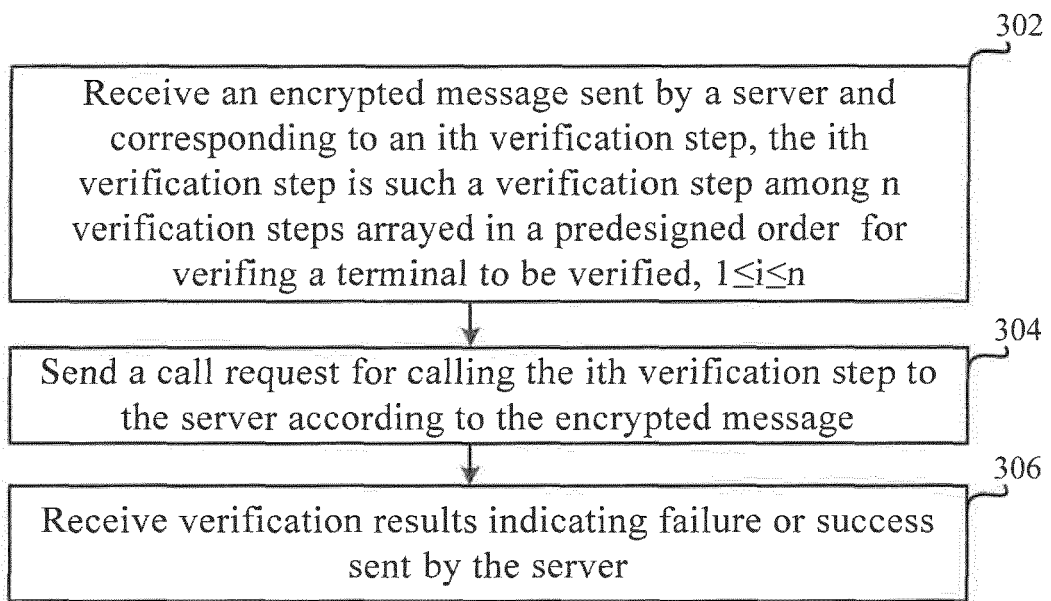 302
Receive an encrypted message sent by a server and
corresponding to an ith verification step, the ith
verification step is such a verification step among n
verification steps arrayed in a predesigned order for
verifing a terminal to be verified, 1≤i≤n
304
Send a call request for calling the ith verification step to
the server according to the encrypted message
306
Receive verification results indicating failure or success
sent by the server